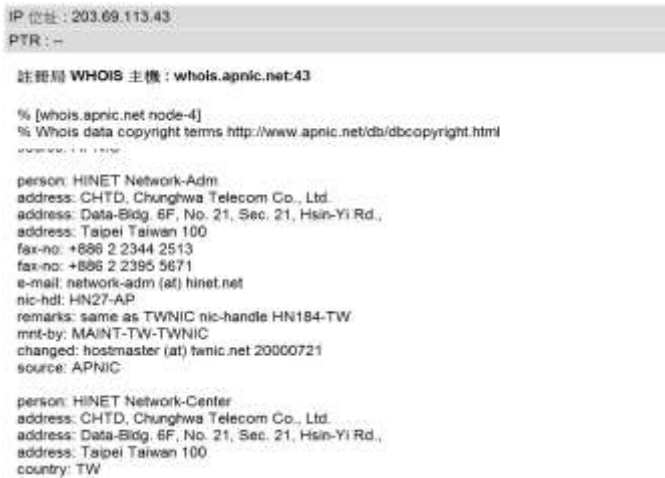 IP 位址 : 203.69.113.43
PTR : --
註冊局 WHOIS 主機 : whois.apnic.net:43
% [whois.apnic.net node-4]
% Whois data copyright terms http://www.apnic.net/db/dbcopyright.html
person: HINET Network-Adm
address: CHTD, Chunghwa Telecom Co., Ltd.
address: Data-Bldg. 6F, No. 21, Sec. 21, Hsin-Yi Rd.,
address: Taipei Taiwan 100
fax-no: +886 2 2344 2513
fax-no: +886 2 2395 5671
e-mail: network-adm (at) hinet.net
nic-hdl: HN27-AP
remarks: same as TWNIC nic-handle HN184-TW
mnt-by: MAINT-TW-TWNIC
changed: hostmaster (at) twnic.net 20000721
source: APNIC
person: HINET Network-Center
address: CHTD, Chunghwa Telecom Co., Ltd.
address: Data-Bldg. 6F, No. 21, Sec. 21, Hsin-Yi Rd.,
address: Taipei Taiwan 100
country: TW